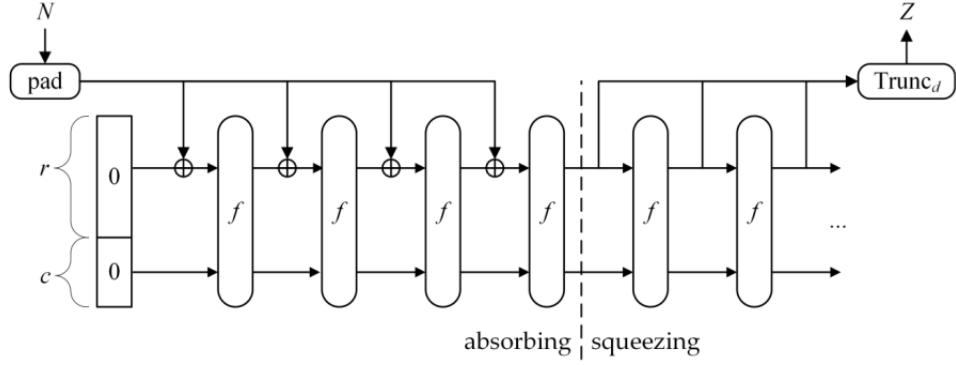 N Z
pad Trunc_d
r 0 f f f f f f
c 0 ...
absorbing squeezing